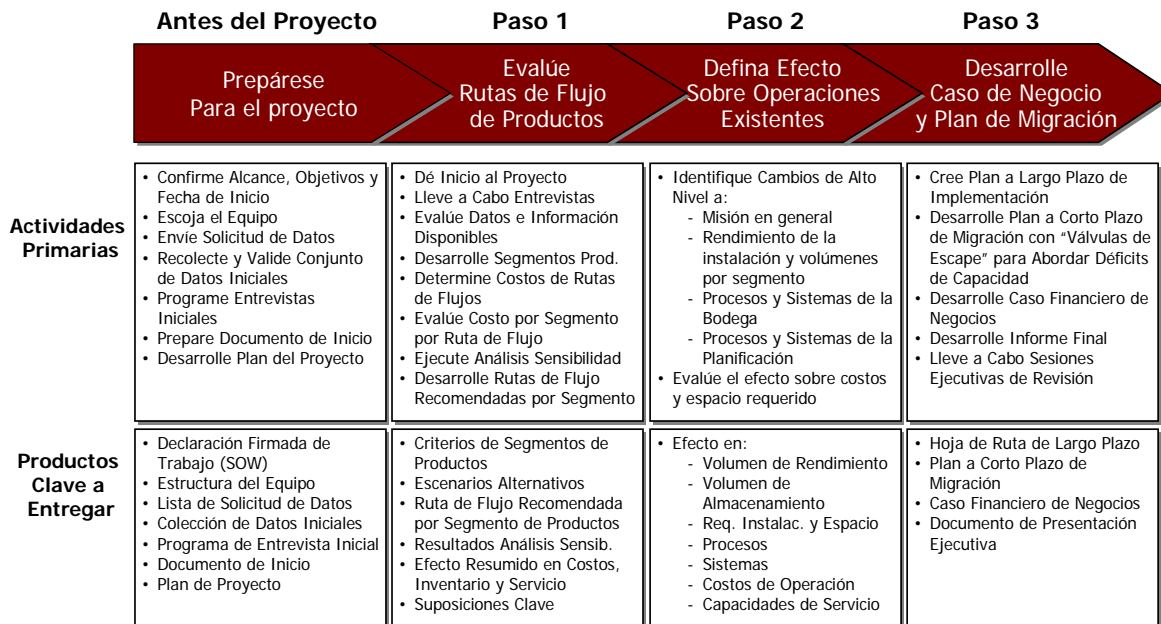 Antes del Proyecto
Paso 1
Paso 2
Paso 3
Prepárese
Para el proyecto
Evalúe
Rutas de Flujo
de Productos
Defina Efecto
Sobre Operaciones
Existentes
Desarrolle
Caso de Negocio
y Plan de Migración
Actividades
Primarias
• Confirme Alcance, Objetivos y
Fecha de Inicio
• Escoja el Equipo
• Envíe Solicitud de Datos
• Recolecte y Valide Conjunto
de Datos Iniciales
• Programe Entrevistas
Iniciales
• Prepare Documento de Inicio
• Desarrolle Plan del Proyecto
• Dé Inicio al Proyecto
• Lleve a Cabo Entrevistas
• Evalúe Datos e Información
Disponibles
• Desarrolle Segmentos Prod.
• Determine Costos de Rutas
de Flujos
• Evalúe Costo por Segmento
por Ruta de Flujo
• Ejecute Análisis Sensibilidad
• Desarrolle Rutas de Flujo
Recomendadas por Segmento
• Identifique Cambios de Alto
Nivel a:
- Misión en general
- Rendimiento de la
instalación y volúmenes
por segmento
- Procesos y Sistemas de la
Bodega
- Procesos y Sistemas de la
Planificación
• Evalúe el efecto sobre costos
y espacio requerido
• Cree Plan a Largo Plazo de
Implementación
• Desarrolle Plan a Corto Plazo
de Migración con “Válvulas de
Escape” para Abordar Déficits
de Capacidad
• Desarrolle Caso Financiero de
Negocios
• Desarrolle Informe Final
• Lleve a Cabo Sesiones
Ejecutivas de Revisión
Productos
Clave a
Entregar
• Declaración Firmada de
Trabajo (SOW)
• Estructura del Equipo
• Lista de Solicitud de Datos
• Colección de Datos Iniciales
• Programa de Entrevista Inicial
• Documento de Inicio
• Plan de Proyecto
• Criterios de Segmentos de
Productos
• Escenarios Alternativos
• Ruta de Flujo Recomendada
por Segmento de Productos
• Resultados Análisis Sensib.
• Efecto Resumido en Costos,
Inventario y Servicio
• Suposiciones Clave
• Efecto en:
- Volumen de Rendimiento
- Volumen de
Almacenamiento
- Req. Instalac. y Espacio
- Procesos
- Sistemas
- Costos de Operación
- Capacidades de Servicio
• Hoja de Ruta de Largo Plazo
• Plan a Corto Plazo de
Migración
• Caso Financiero de Negocios
• Documento de Presentación
Ejecutiva